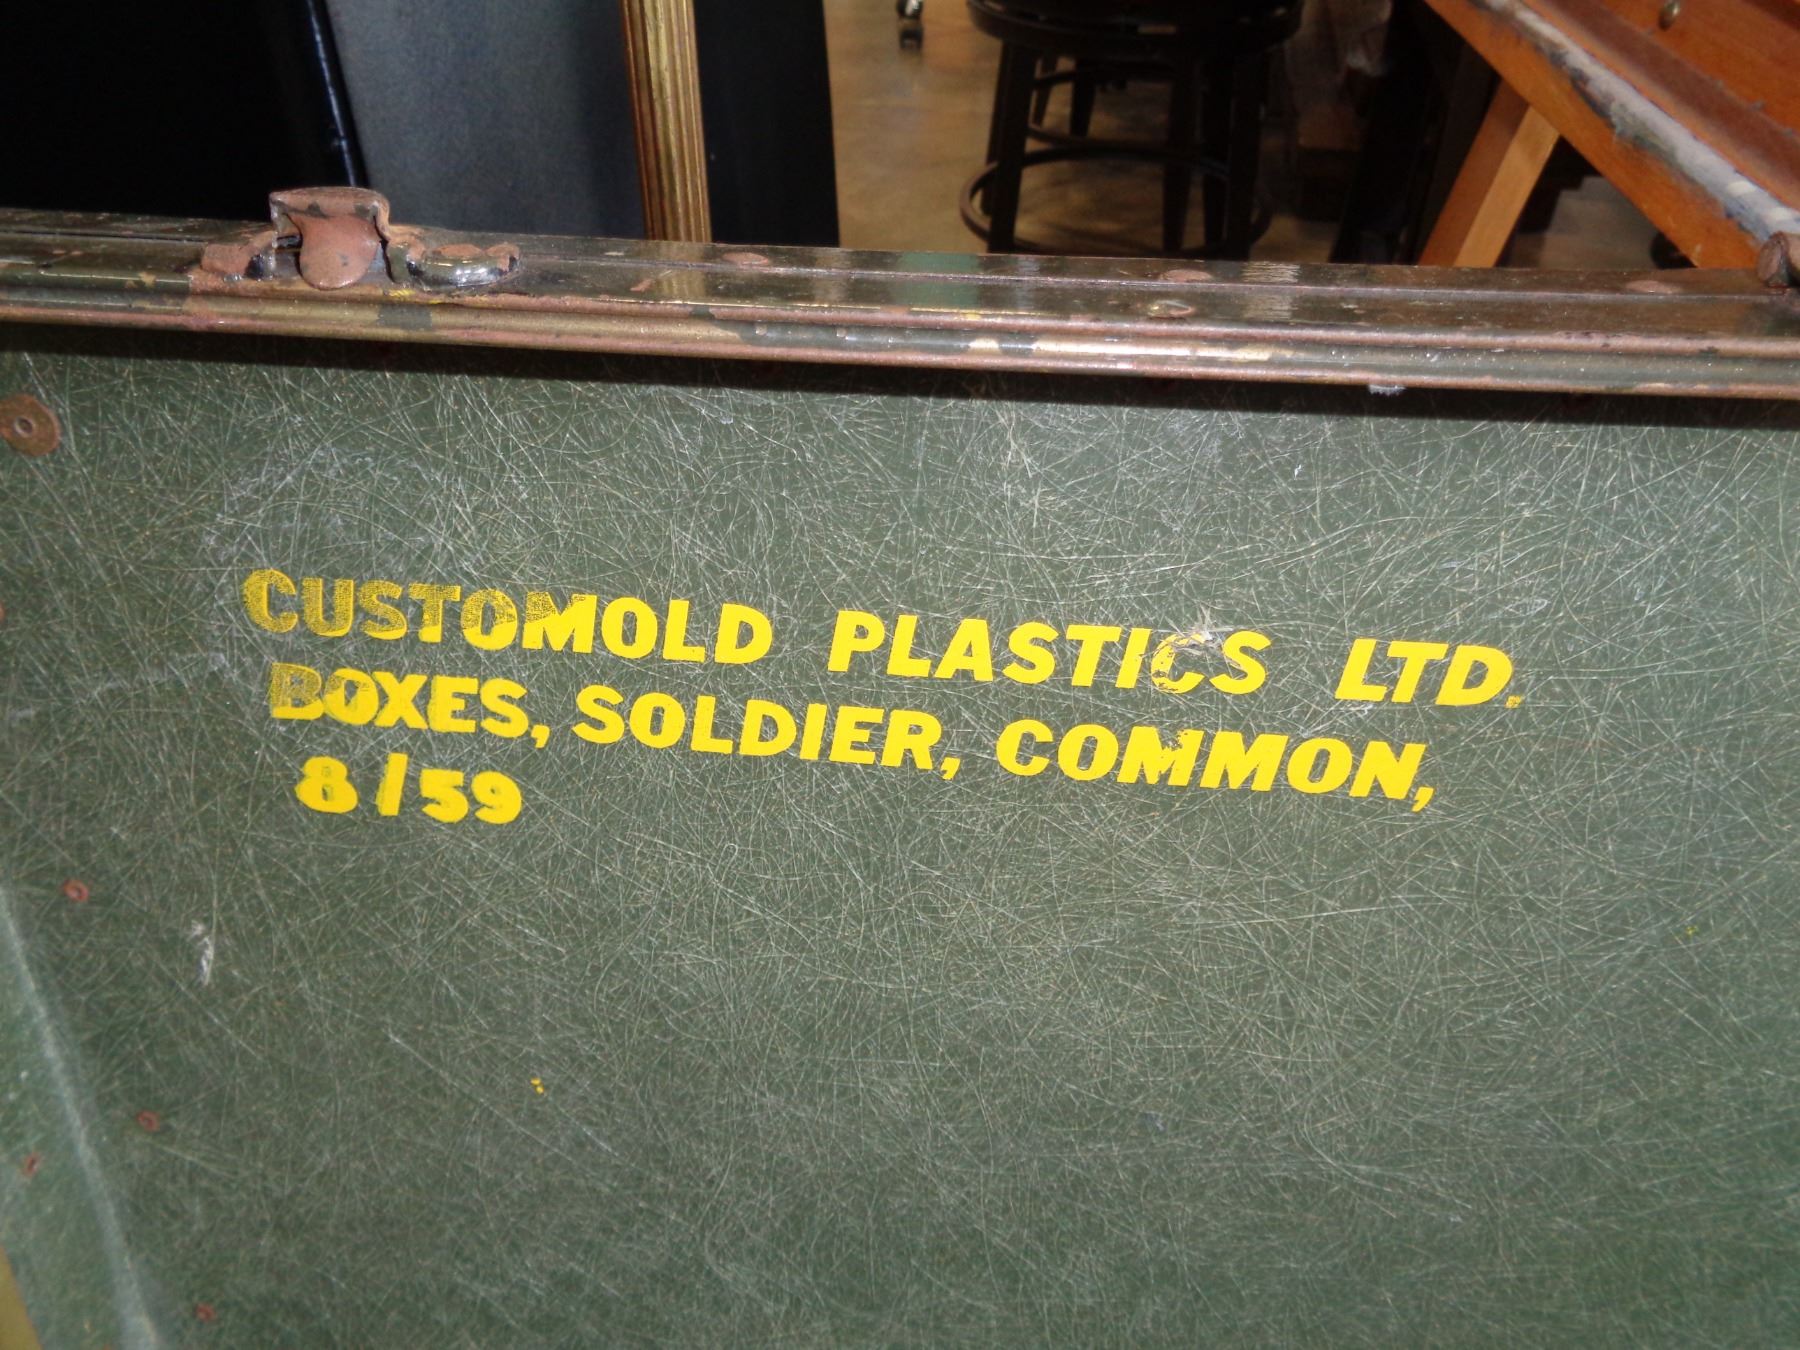 CUSTOMOLD PLASTICS LTD.
BOXES, SOLDIER, COMMON,
8/59